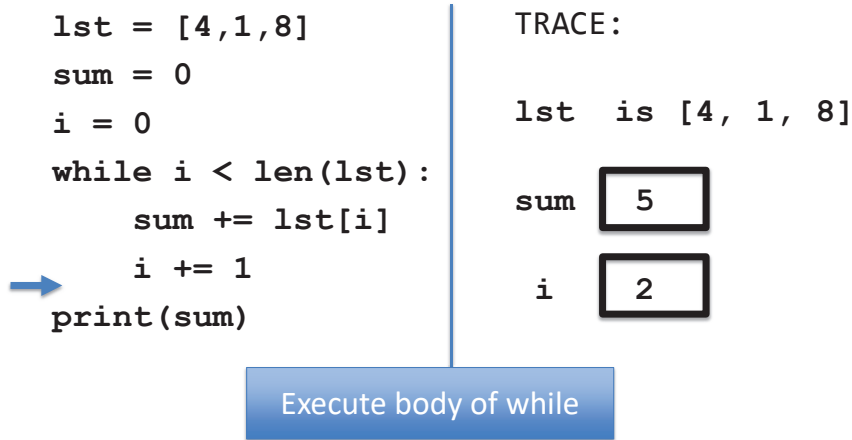 lst = [4,1,8]
sum = 0
i = 0
while i < len(lst):
    sum += lst[i]
    i += 1
print(sum)
TRACE:
lst is [4, 1, 8]
sum 5
i 2
Execute body of while